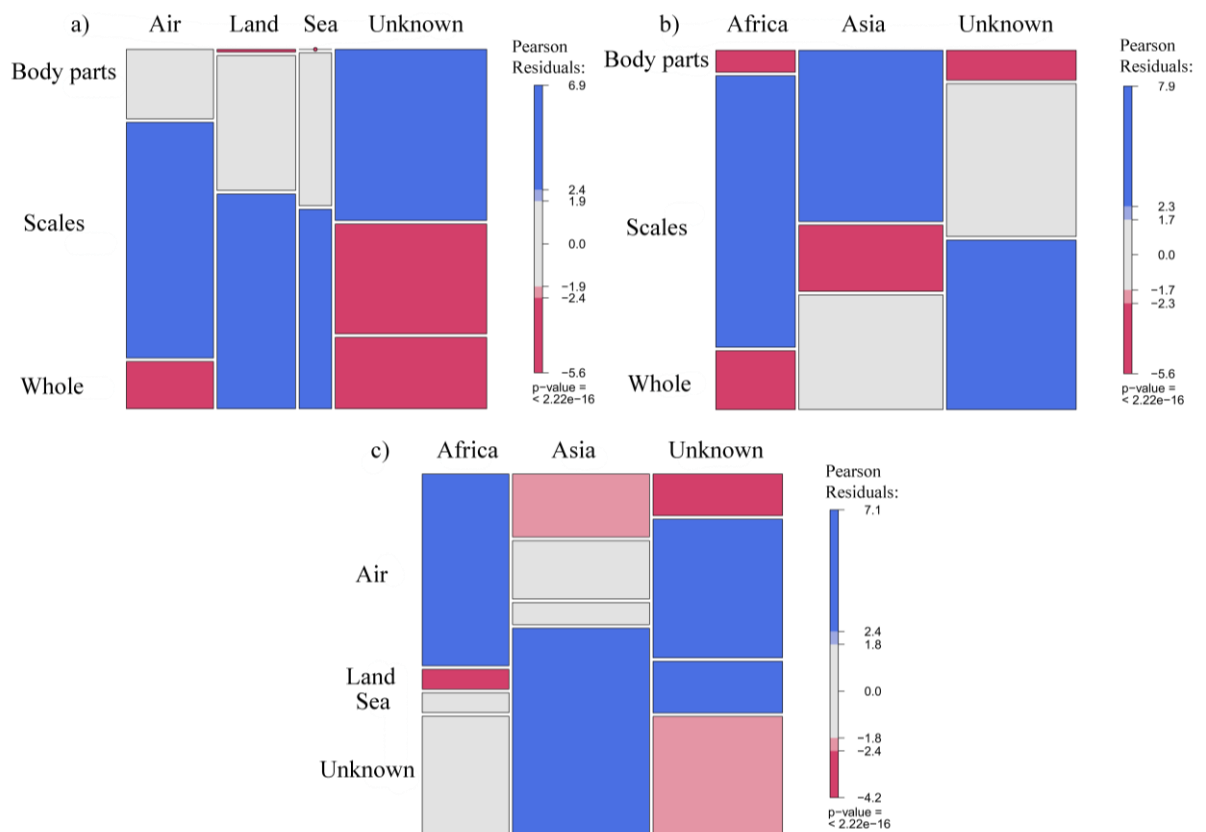 a)
Air
Land
Sea
Unknown
Body parts
Scales
Whole
Pearson
Residuals:
6.9
2.4
1.9
0.0
−1.9
−2.4
−5.6
p−value =
< 2.22e−16
b)
Africa
Asia
Unknown
Body parts
Scales
Whole
Pearson
Residuals:
7.9
2.3
1.7
0.0
−1.7
−2.3
−5.6
p−value =
< 2.22e−16
c)
Africa
Asia
Unknown
Air
Land
Sea
Unknown
Pearson
Residuals:
7.1
2.4
1.8
0.0
−1.8
−2.4
−4.2
p−value =
< 2.22e−16